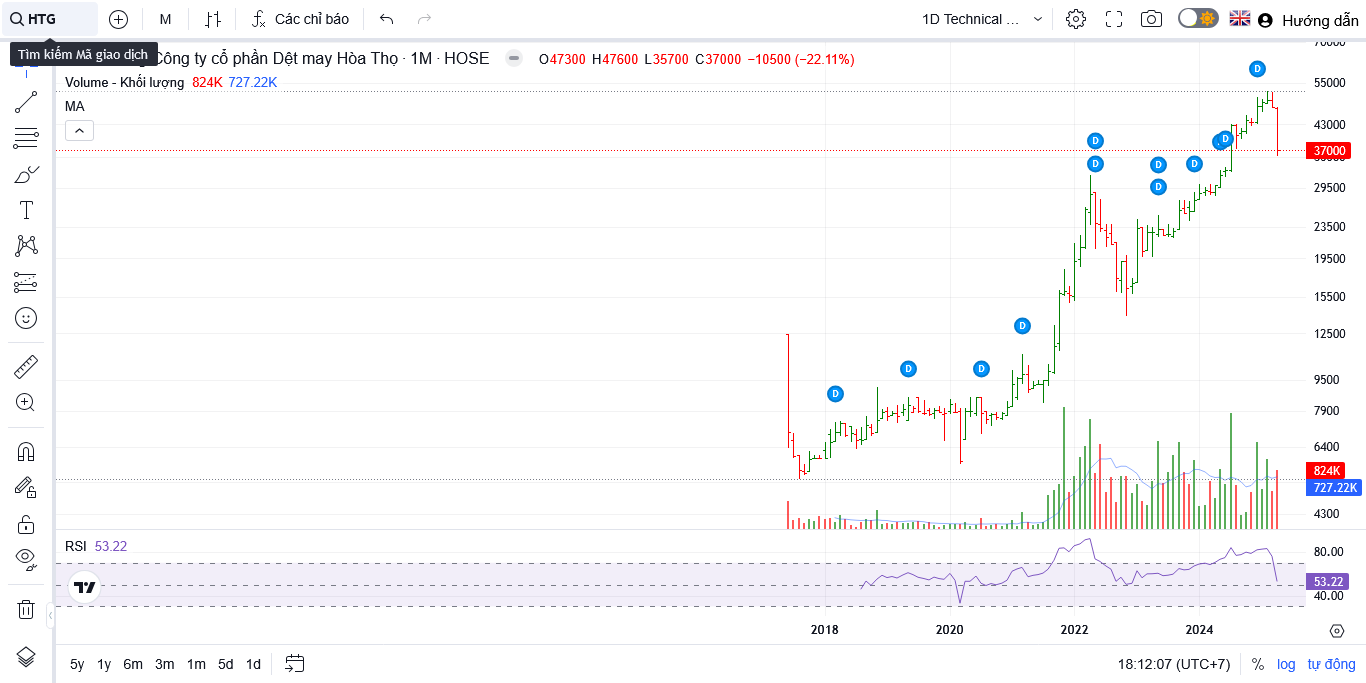 HTG M Các chỉ báo 1D Technical ... Hướng dẫn
Tìm kiếm Mã giao dịch
Công ty cổ phần Dệt may Hòa Thọ · 1M · HOSE O47300 H47600 L35700 C37000 −10500 (−22.11%)
Volume - Khối lượng 824K 727.22K
MA
70000
55000
43000
37000
29500
23500
19500
15500
12500
9500
7900
6400
824K
727.22K
4300
D
D
D
D
D
D
D
D
D
D
D
RSI 53.22
80.00
53.22
40.00
2018 2020 2022 2024
5y 1y 6m 3m 1m 5d 1d 18:12:07 (UTC+7) % log tự động